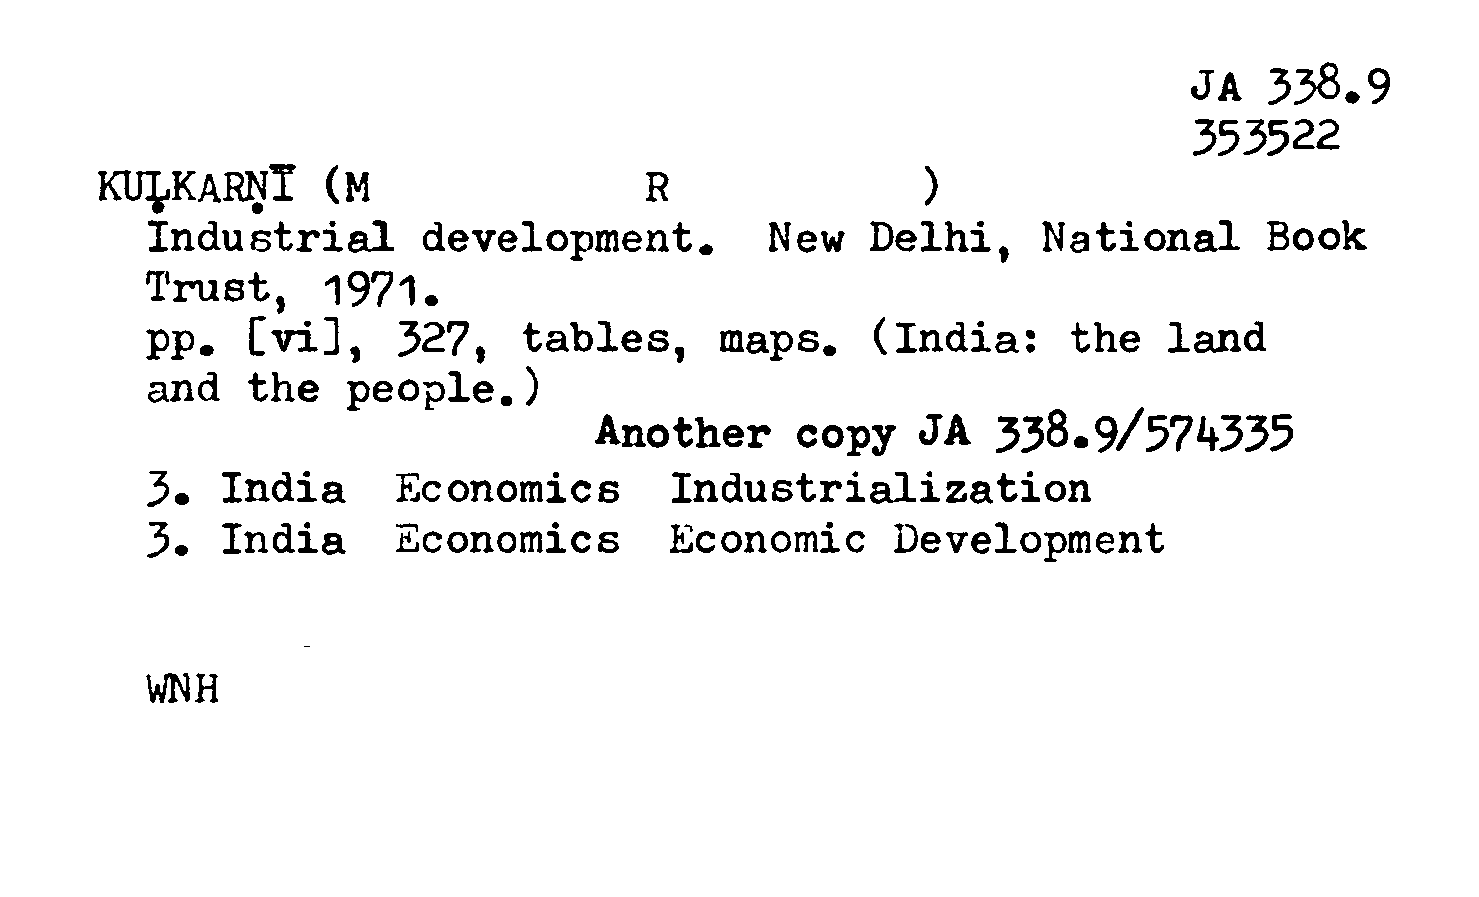 JA 338.9
353522
KUḶKARṆĪ (M R )
Industrial development. New Delhi, National Book
Trust, 1971.
pp. [vi], 327, tables, maps. (India: the land
and the people.)
Another copy JA 338.9/574335
3. India Economics Industrialization
3. India Economics Economic Development
WNH